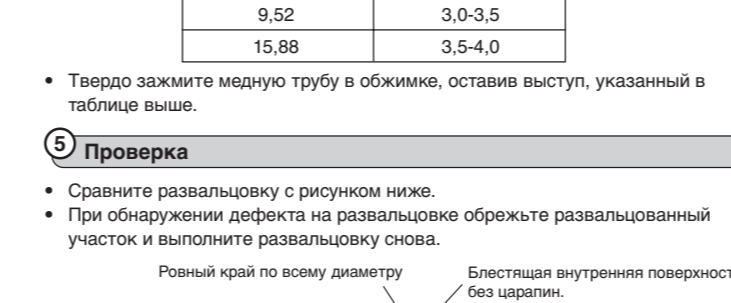 9,52 3,0-3,5
15,88 3,5-4,0
• Твердо зажмите медную трубу в обжимке, оставив выступ, указанный в
таблице выше.
5 Проверка
• Сравните развальцовку с рисунком ниже.
• При обнаружении дефекта на развальцовке обрежьте развальцованный
участок и выполните развальцовку снова.
Ровный край по всему диаметру
Блестящая внутренняя поверхност
без царапин.